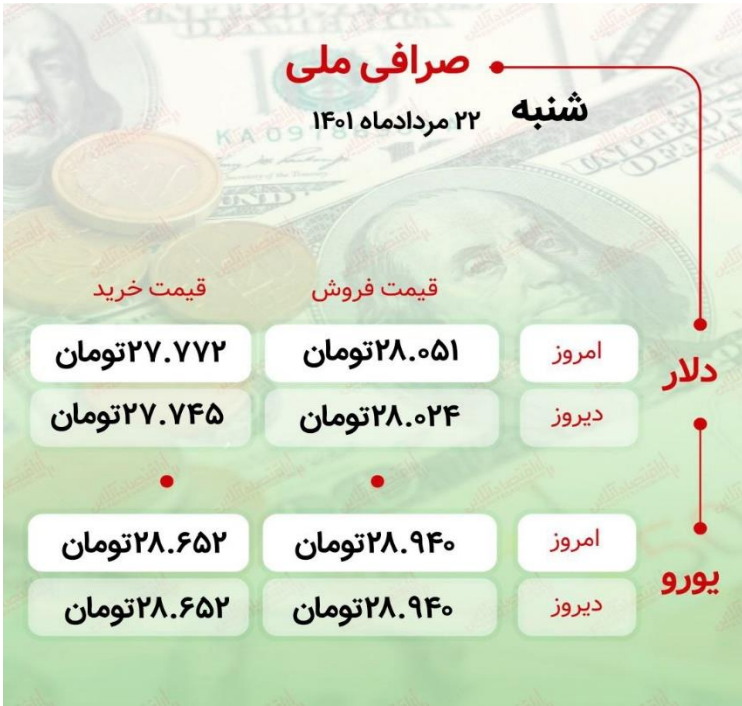 صرافی ملی
شنبه ۲۲ مردادماه ۱۴۰۱
قیمت فروش قیمت خرید
دلار
امروز ۲۸.۰۵۱تومان ۲۷.۷۷۲تومان
دیروز ۲۸.۰۲۴تومان ۲۷.۷۴۵تومان
یورو
امروز ۲۸.۹۴۰تومان ۲۸.۶۵۲تومان
دیروز ۲۸.۹۴۰تومان ۲۸.۶۵۲تومان